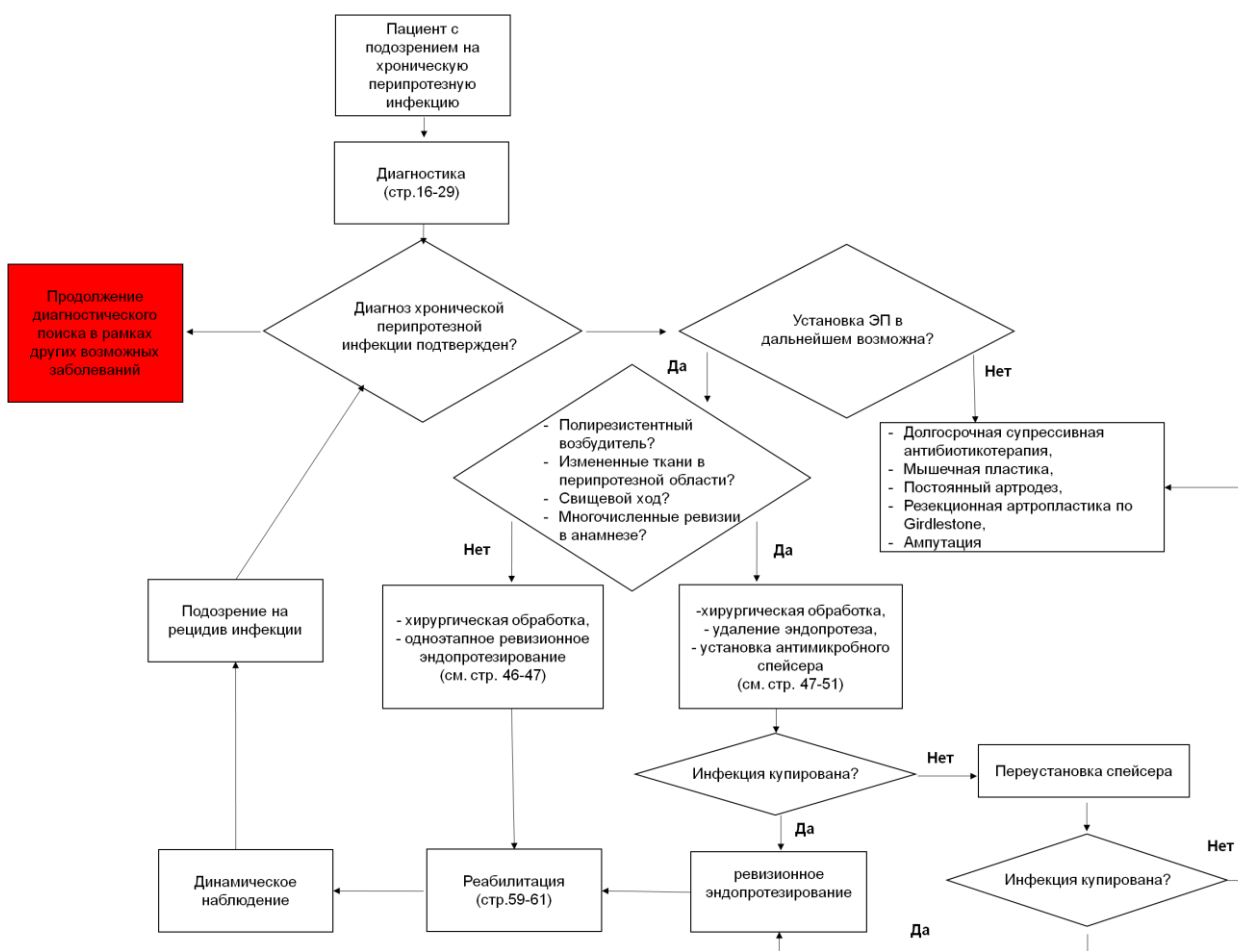 Пациент с
подозрением на
хроническую
перипротезную
инфекцию
Диагностика
(стр.16-29)
Продолжение
диагностического
поиска в рамках
других возможных
заболеваний
Диагноз хронической
перипротезной
инфекции подтвержден?
Установка ЭП в
дальнейшем возможна?
Да
Нет
- Полирезистентный
возбудитель?
- Измененные ткани в
перипротезной области?
- Свищевой ход?
- Многочисленные ревизии
в анамнезе?
- Долгосрочная супрессивная
антибиотикотерапия,
- Мышечная пластика,
- Постоянный артродез,
- Резекционная артропластика по
Girdlestone,
- Ампутация
Нет
Да
Подозрение на
рецидив инфекции
- хирургическая обработка,
- одноэтапное ревизионное
эндопротезирование
(см. стр. 46-47)
-хирургическая обработка,
- удаление эндопротеза,
- установка антимикробного
спейсера
(см. стр. 47-51)
Инфекция купирована?
Нет
Переустановка спейсера
Да
Нет
Динамическое
наблюдение
Реабилитация
(стр.59-61)
ревизионное
эндопротезирование
Инфекция купирована?
Да